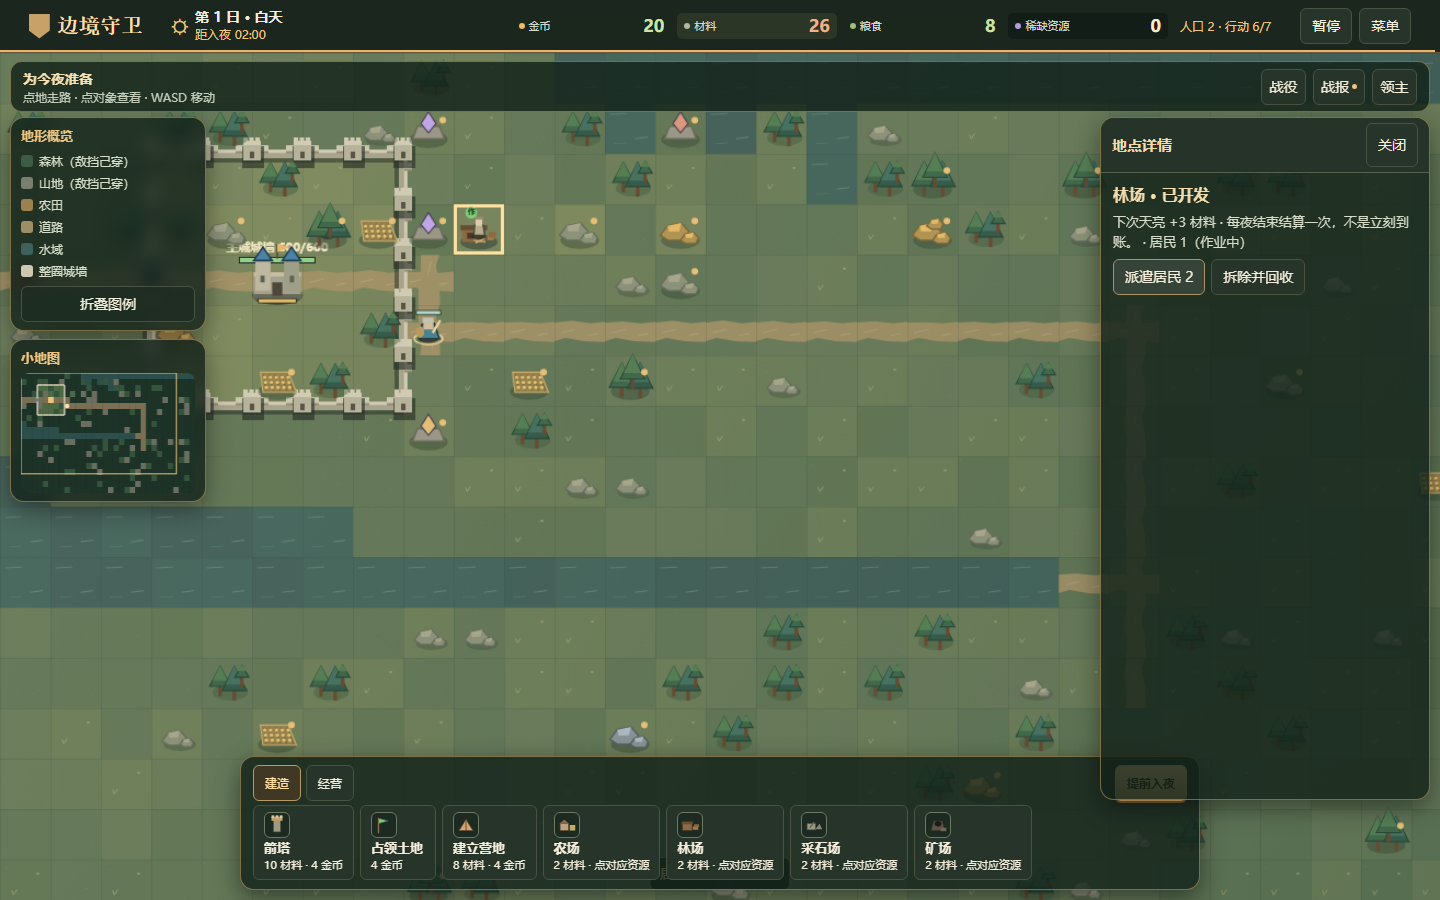 边境守卫
第 1 日 · 白天
距入夜 02:00
金币 20
材料 26
粮食 8
稀缺资源 0
人口 2 · 行动 6/7
暂停
菜单
为今夜准备
点地走路 · 点对象查看 · WASD 移动
战役
战报
领主
地形概览
森林（敌挡己穿）
山地（敌挡己穿）
农田
道路
水域
整圈城墙
折叠图例
小地图
作
地点详情
关闭
林场 • 已开发
下次天亮 +3 材料 · 每夜结束结算一次，不是立刻到
账。 · 居民 1（作业中）
派遣居民 2
拆除并回收
提前入夜
建造
经营
箭塔
10 材料 · 4 金币
占领土地
4 金币
建立营地
8 材料 · 4 金币
农场
2 材料 · 点对应资源
林场
2 材料 · 点对应资源
采石场
2 材料 · 点对应资源
矿场
2 材料 · 点对应资源